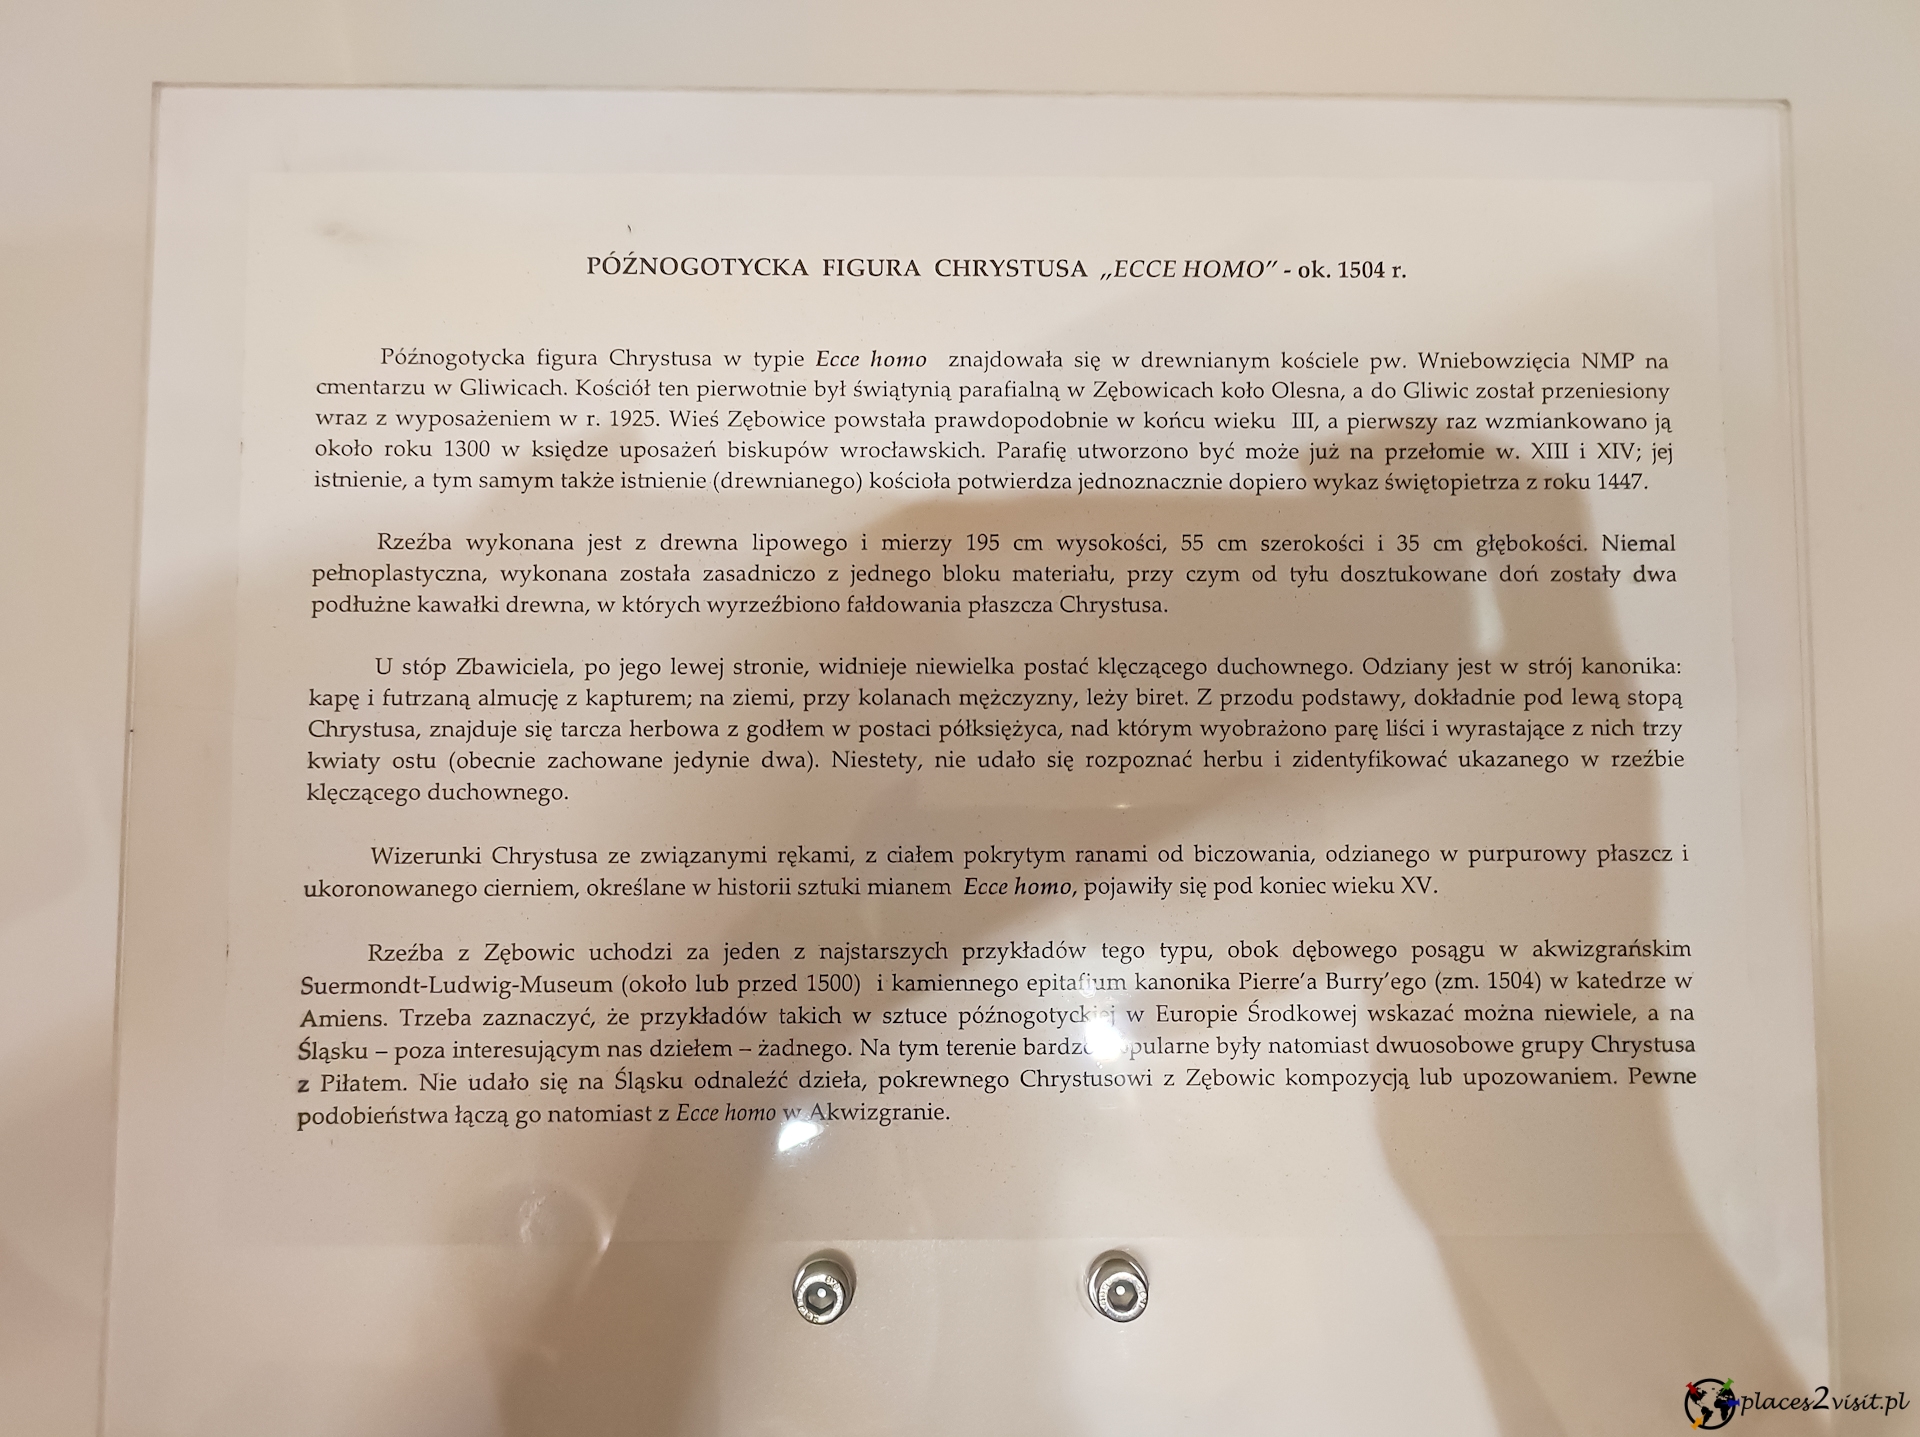 PÓŹNOGOTYCKA FIGURA CHRYSTUSA „ECCE HOMO” - ok. 1504 r.
Późnogotycka figura Chrystusa w typie Ecce homo znajdowała się w drewnianym kościele pw. Wniebowzięcia NMP na
cmentarzu w Gliwicach. Kościół ten pierwotnie był świątynią parafialną w Zębowicach koło Olesna, a do Gliwic został przeniesiony
wraz z wyposażeniem w r. 1925. Wieś Zębowice powstała prawdopodobnie w końcu wieku III, a pierwszy raz wzmiankowano ją
około roku 1300 w księdze uposażeń biskupów wrocławskich. Parafię utworzono być może już na przełomie w. XIII i XIV; jej
istnienie, a tym samym także istnienie (drewnianego) kościoła potwierdza jednoznacznie dopiero wykaz świętopietrza z roku 1447.
Rzeźba wykonana jest z drewna lipowego i mierzy 195 cm wysokości, 55 cm szerokości i 35 cm głębokości. Niemal
pełnoplastyczna, wykonana została zasadniczo z jednego bloku materiału, przy czym od tyłu dosztukowane doń zostały dwa
podłużne kawałki drewna, w których wyrzeźbiono fałdowania płaszcza Chrystusa.
U stóp Zbawiciela, po jego lewej stronie, widnieje niewielka postać klęczącego duchownego. Odziany jest w strój kanonika:
kapę i futrzaną almucję z kapturem; na ziemi, przy kolanach mężczyzny, leży biret. Z przodu podstawy, dokładnie pod lewą stopą
Chrystusa, znajduje się tarcza herbowa z godłem w postaci półksiężyca, nad którym wyobrażono parę liści i wyrastające z nich trzy
kwiaty ostu (obecnie zachowane jedynie dwa). Niestety, nie udało się rozpoznać herbu i zidentyfikować ukazanego w rzeźbie
klęczącego duchownego.
Wizerunki Chrystusa ze związanymi rękami, z ciałem pokrytym ranami od biczowania, odzianego w purpurowy płaszcz i
ukoronowanego cierniem, określane w historii sztuki mianem Ecce homo, pojawiły się pod koniec wieku XV.
Rzeźba z Zębowic uchodzi za jeden z najstarszych przykładów tego typu, obok dębowego posągu w akwizgrańskim
Suermondt-Ludwig-Museum (około lub przed 1500) i kamiennego epitafium kanonika Pierre’a Burry’ego (zm. 1504) w katedrze w
Amiens. Trzeba zaznaczyć, że przykładów takich w sztuce późnogotyckiej w Europie Środkowej wskazać można niewiele, a na
Śląsku – poza interesującym nas dziełem – żadnego. Na tym terenie bardzo popularne były natomiast dwuosobowe grupy Chrystusa
z Piłatem. Nie udało się na Śląsku odnaleźć dzieła, pokrewnego Chrystusowi z Zębowic kompozycją lub upozowaniem. Pewne
podobieństwa łączą go natomiast z Ecce homo w Akwizgranie.
places2visit.pl